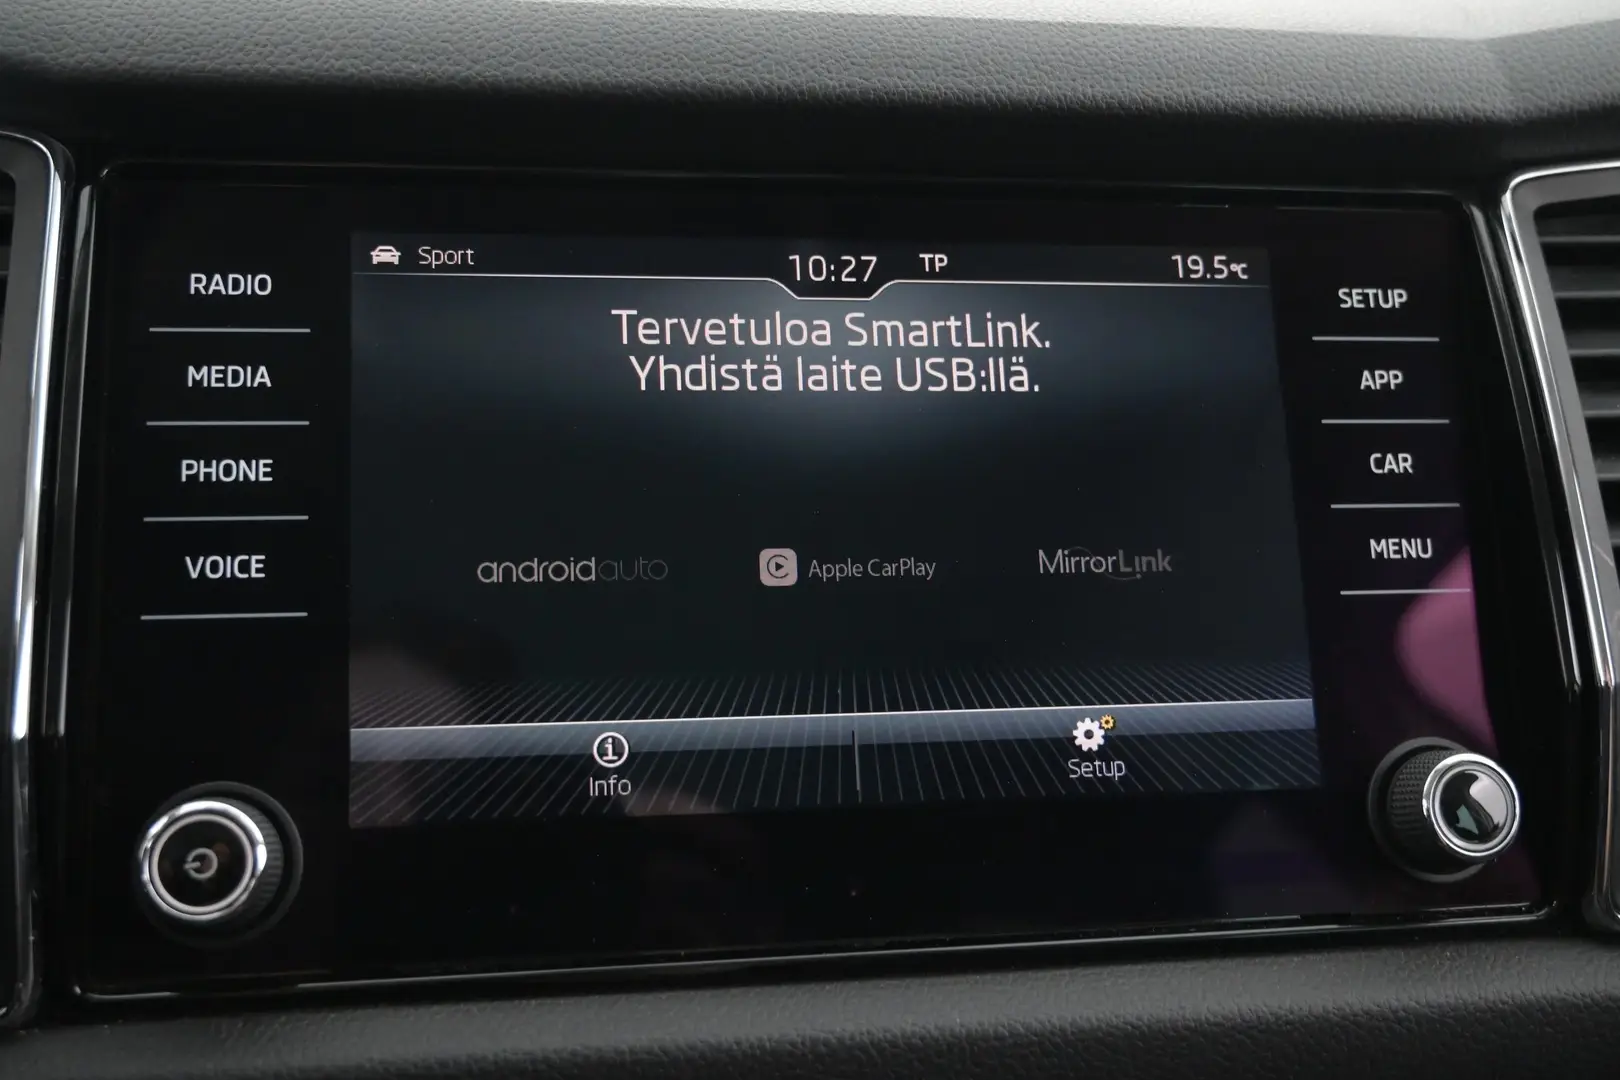 Sport 10:27 TP 19.5°C
RADIO
MEDIA
PHONE
VOICE
Tervetuloa SmartLink.
Yhdistä laite USB:llä.
androidauto Apple CarPlay MirrorLink
Info Setup
SETUP
APP
CAR
MENU